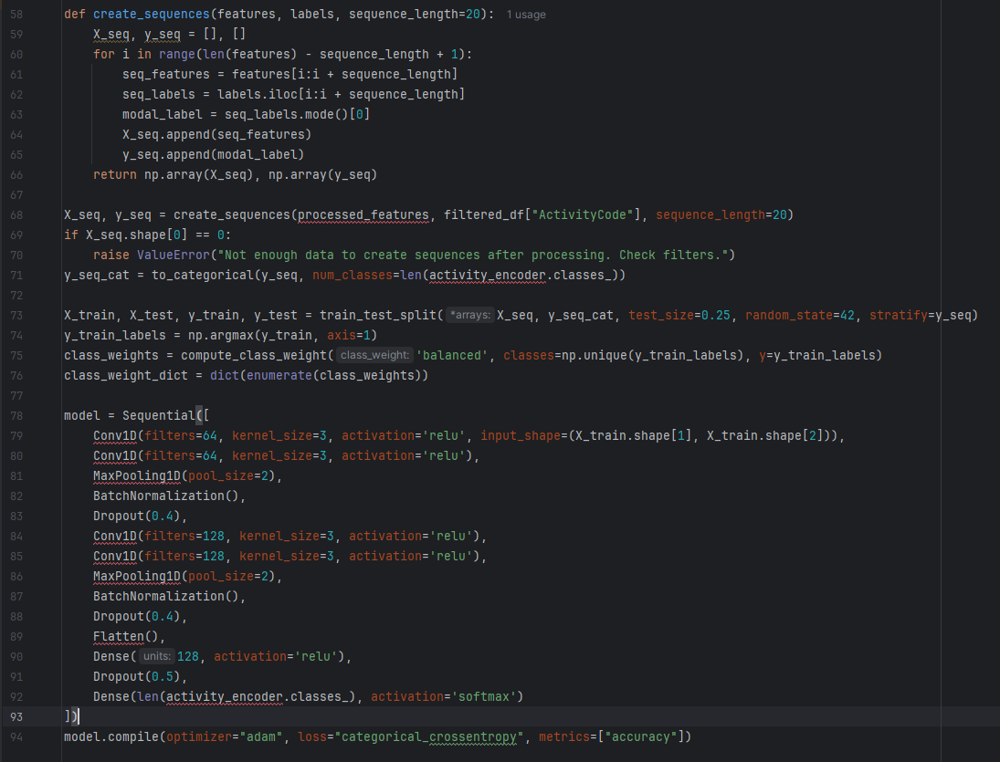 58 def create_sequences(features, labels, sequence_length=20): 1 usage
59 X_seq, y_seq = [], []
60 for i in range(len(features) - sequence_length + 1):
61 seq_features = features[i:i + sequence_length]
62 seq_labels = labels.iloc[i:i + sequence_length]
63 modal_label = seq_labels.mode()[0]
64 X_seq.append(seq_features)
65 y_seq.append(modal_label)
66 return np.array(X_seq), np.array(y_seq)
67
68 X_seq, y_seq = create_sequences(processed_features, filtered_df["ActivityCode"], sequence_length=20)
69 if X_seq.shape[0] == 0:
70 raise ValueError("Not enough data to create sequences after processing. Check filters.")
71 y_seq_cat = to_categorical(y_seq, num_classes=len(activity_encoder.classes_))
72
73 X_train, X_test, y_train, y_test = train_test_split( *arrays: X_seq, y_seq_cat, test_size=0.25, random_state=42, stratify=y_seq)
74 y_train_labels = np.argmax(y_train, axis=1)
75 class_weights = compute_class_weight( class_weight: 'balanced', classes=np.unique(y_train_labels), y=y_train_labels)
76 class_weight_dict = dict(enumerate(class_weights))
77
78 model = Sequential([
79 Conv1D(filters=64, kernel_size=3, activation='relu', input_shape=(X_train.shape[1], X_train.shape[2])),
80 Conv1D(filters=64, kernel_size=3, activation='relu'),
81 MaxPooling1D(pool_size=2),
82 BatchNormalization(),
83 Dropout(0.4),
84 Conv1D(filters=128, kernel_size=3, activation='relu'),
85 Conv1D(filters=128, kernel_size=3, activation='relu'),
86 MaxPooling1D(pool_size=2),
87 BatchNormalization(),
88 Dropout(0.4),
89 Flatten(),
90 Dense( units: 128, activation='relu'),
91 Dropout(0.5),
92 Dense(len(activity_encoder.classes_), activation='softmax')
93 ])
94 model.compile(optimizer="adam", loss="categorical_crossentropy", metrics=["accuracy"])